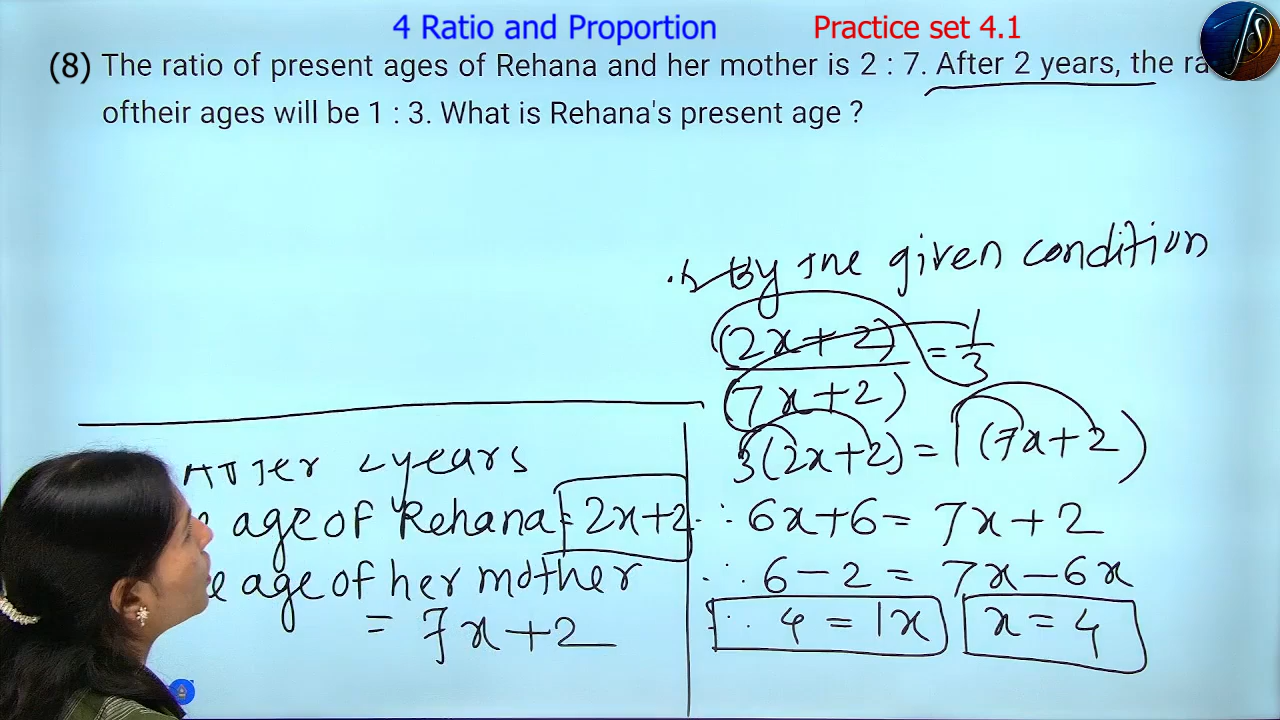 4 Ratio and Proportion Practice set 4.1
(8) The ratio of present ages of Rehana and her mother is 2 : 7. After 2 years, the
oftheir ages will be 1 : 3. What is Rehana's present age ?
By the given condition
(2x+2)/(7x+2) = 1/3
3(2x+2) = 1(7x+2)
∴ 6x+6 = 7x+2
∴ 6-2 = 7x-6x
∴ 4 = 1x x = 4
After 2years
age of Rehana = 2x+2
age of her mother
= 7x+2